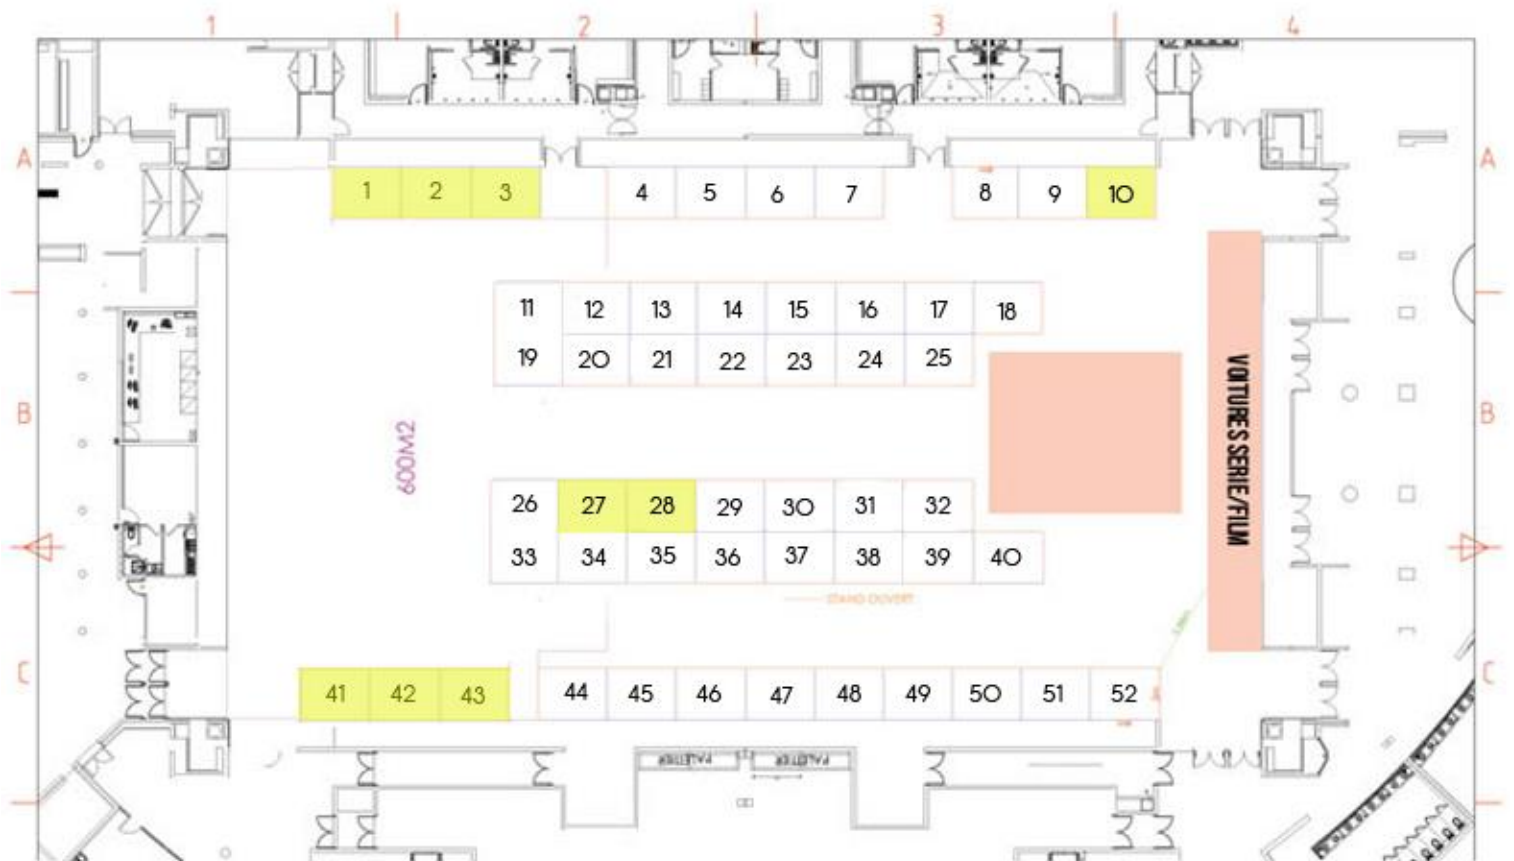 1 2 3 4
A A
1 2 3 4 5 6 7 8 9 10
11 12 13 14 15 16 17 18
19 20 21 22 23 24 25
VOITURES SERIE/FILM
B B
600M2
26 27 28 29 30 31 32
33 34 35 36 37 38 39 40
STAND OUVERT
C C
41 42 43 44 45 46 47 48 49 50 51 52